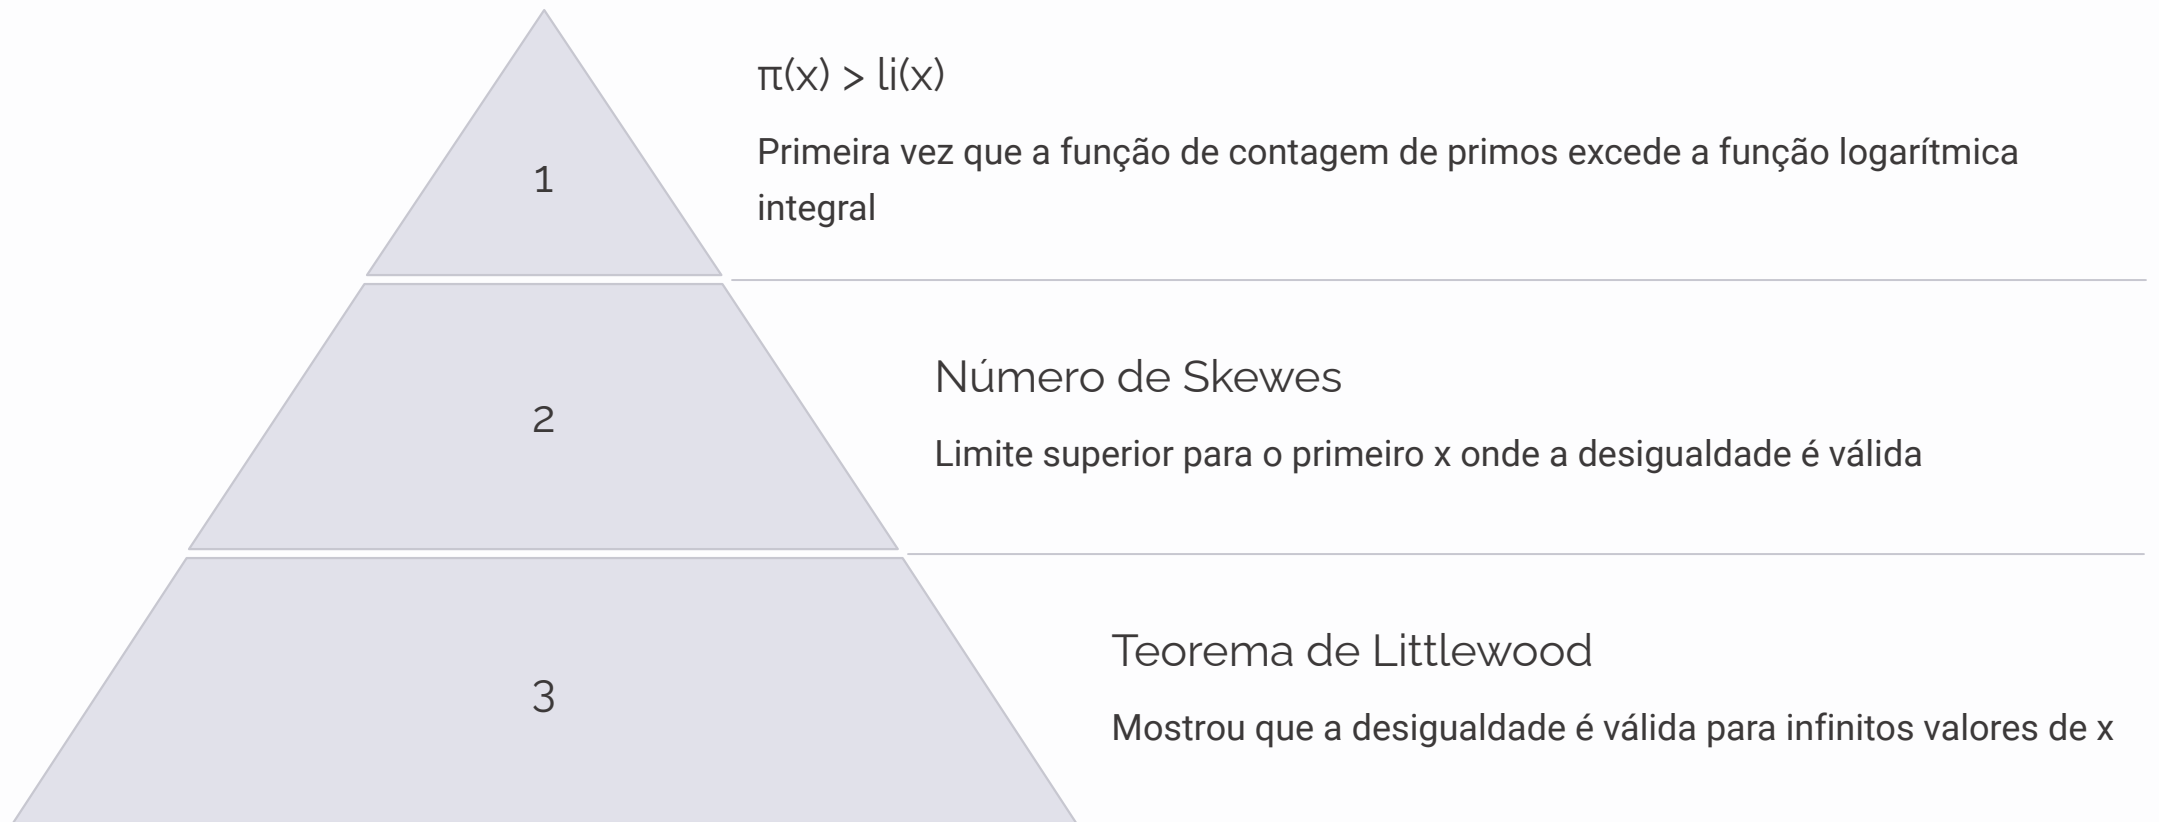 1
π(x) > li(x)
Primeira vez que a função de contagem de primos excede a função logarítmica
integral
2
Número de Skewes
Limite superior para o primeiro x onde a desigualdade é válida
3
Teorema de Littlewood
Mostrou que a desigualdade é válida para infinitos valores de x